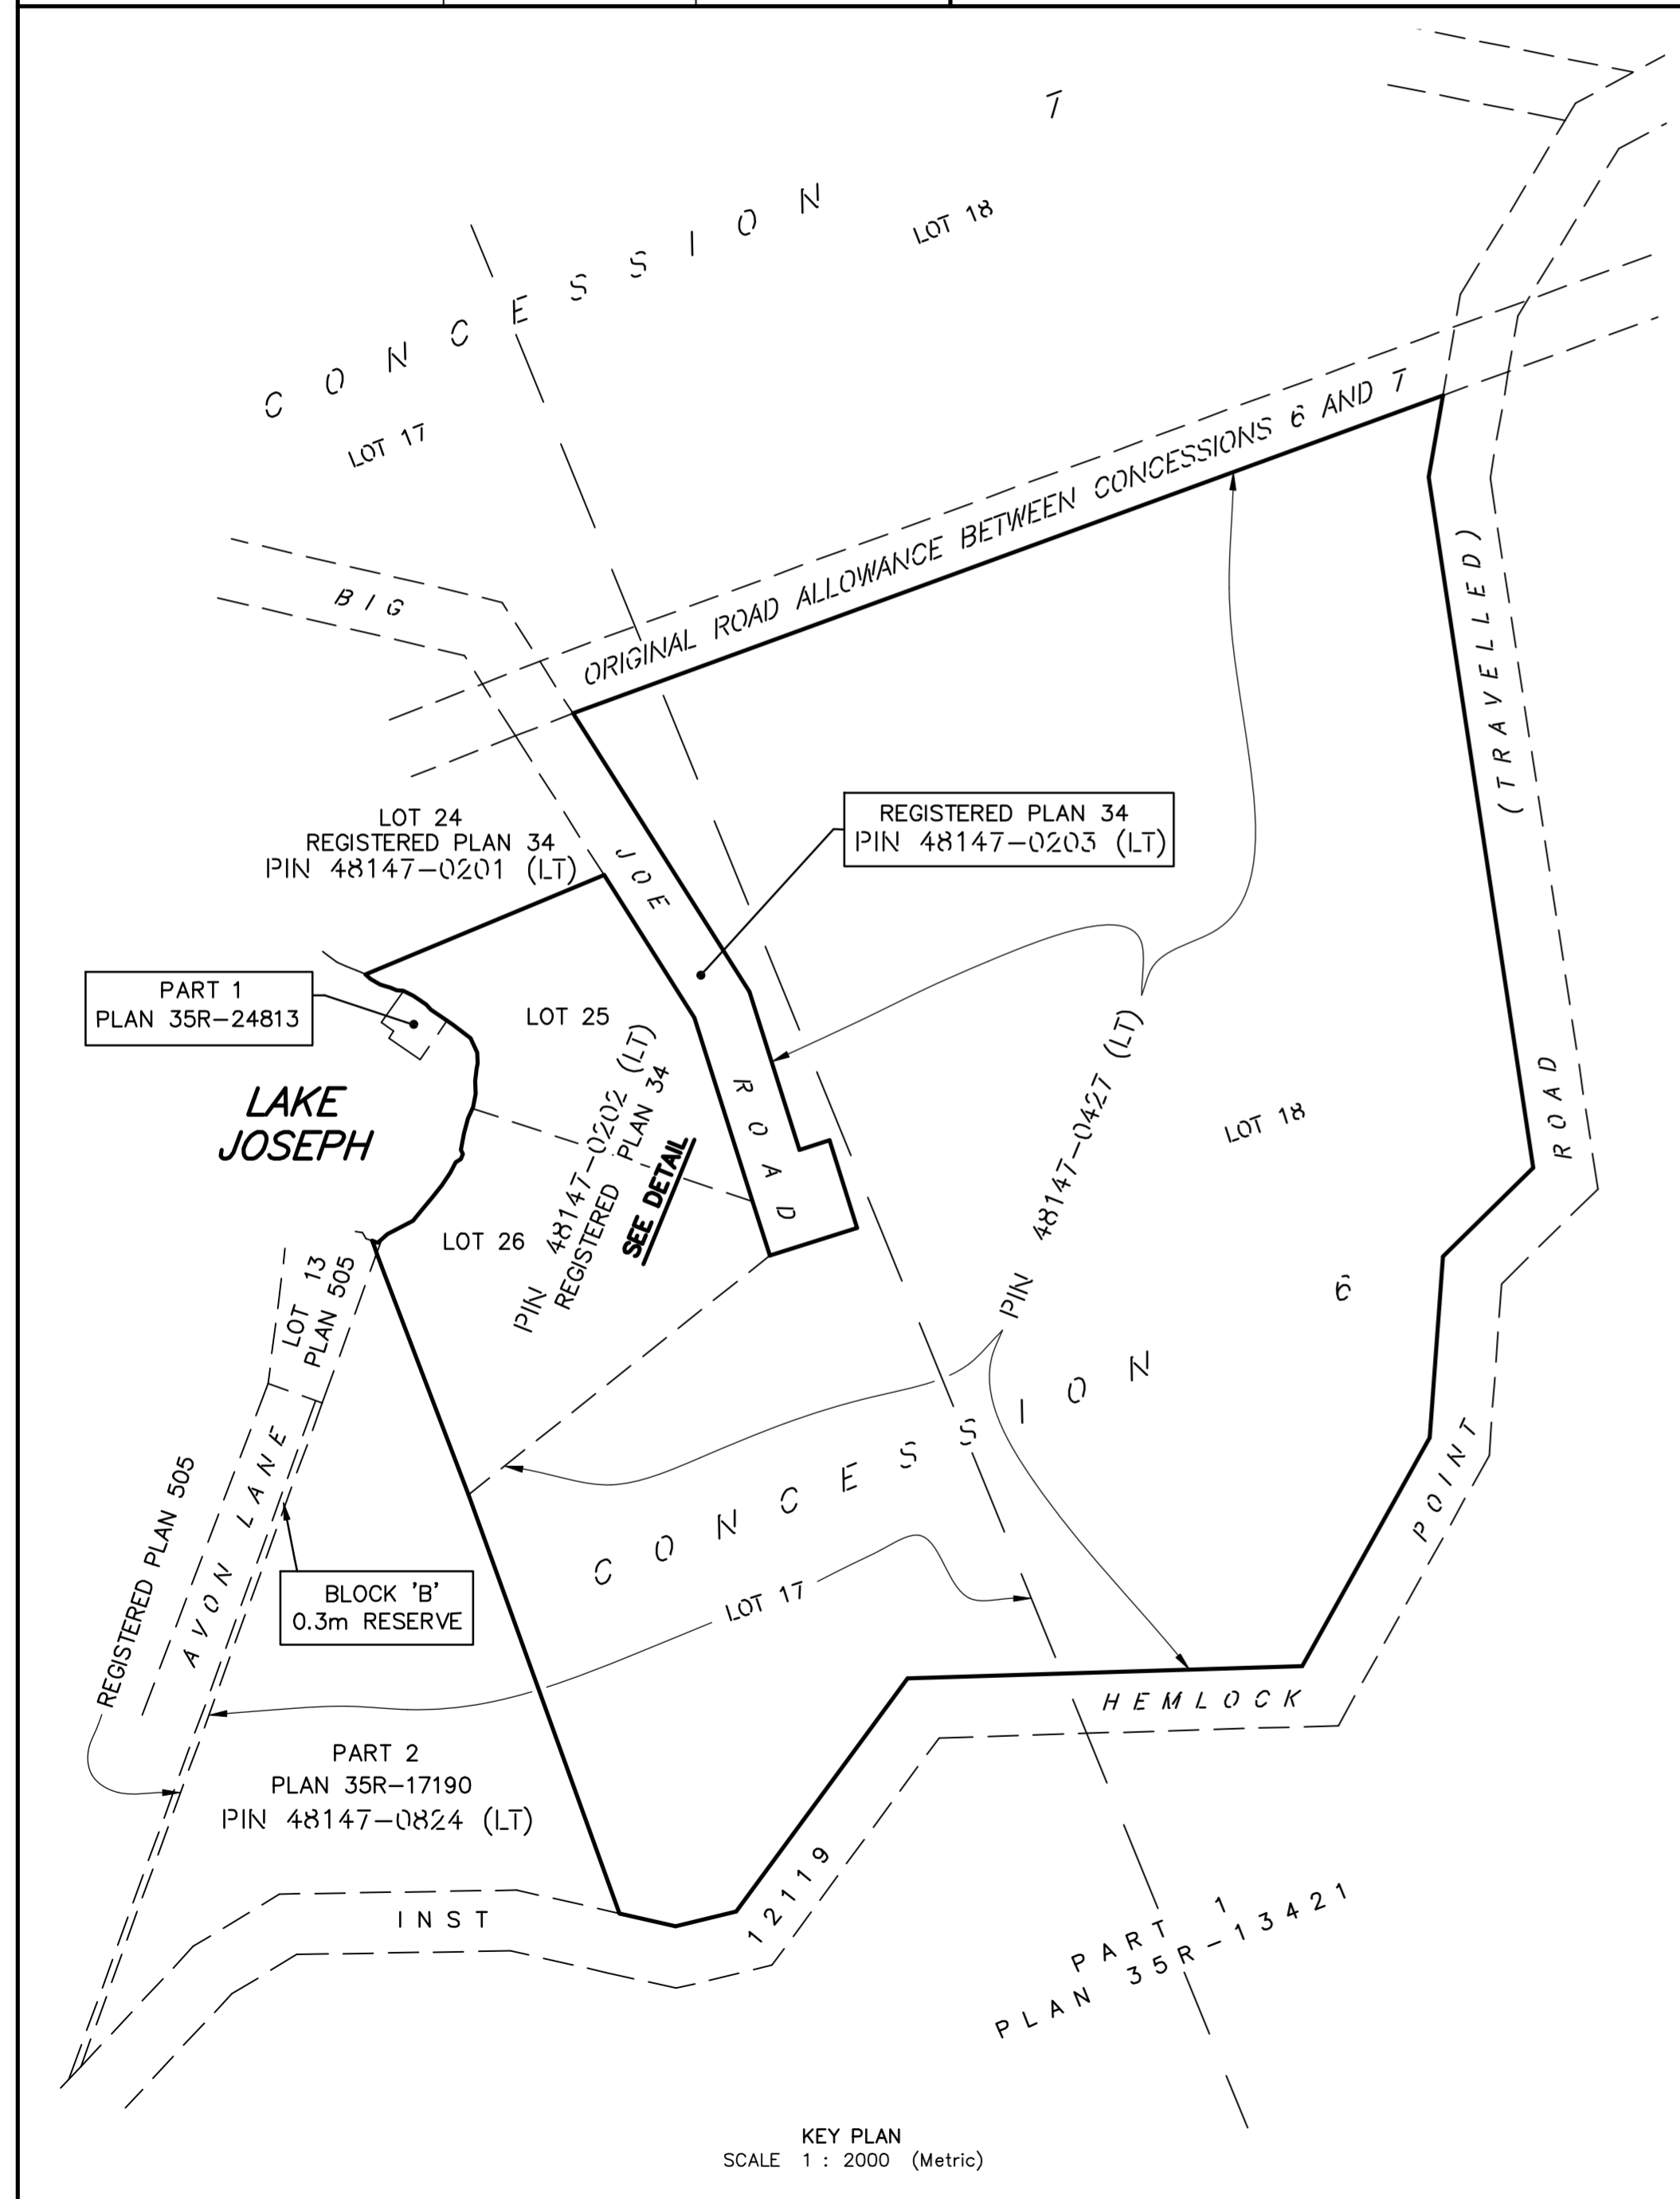 CONCESSION 7
LOT 18
LOT 17
ORIGINAL ROAD ALLOWANCE BETWEEN CONCESSIONS 6 AND 7
BIG JOE ROAD
(TRAVELLED)
LOT 24
REGISTERED PLAN 34
PIN 48147-0201 (LT)
REGISTERED PLAN 34
PIN 48147-0203 (LT)
PART 1
PLAN 35R-24813
LOT 25
LAKE
JOSEPH
PIN 48147-0202 (LT)
REGISTERED PLAN 34
SEE DETAIL
PIN 48147-0427 (LT)
LOT 18
LOT 26
LOT 13
PLAN 505
CONCESSION 6
AVON LANE
REGISTERED PLAN 505
BLOCK 'B'
0.3m RESERVE
LOT 17
HEMLOCK POINT ROAD
PART 2
PLAN 35R-17190
PIN 48147-0824 (LT)
INST 12119
PART 1
PLAN 35R-13421
KEY PLAN
SCALE 1 : 2000 (Metric)